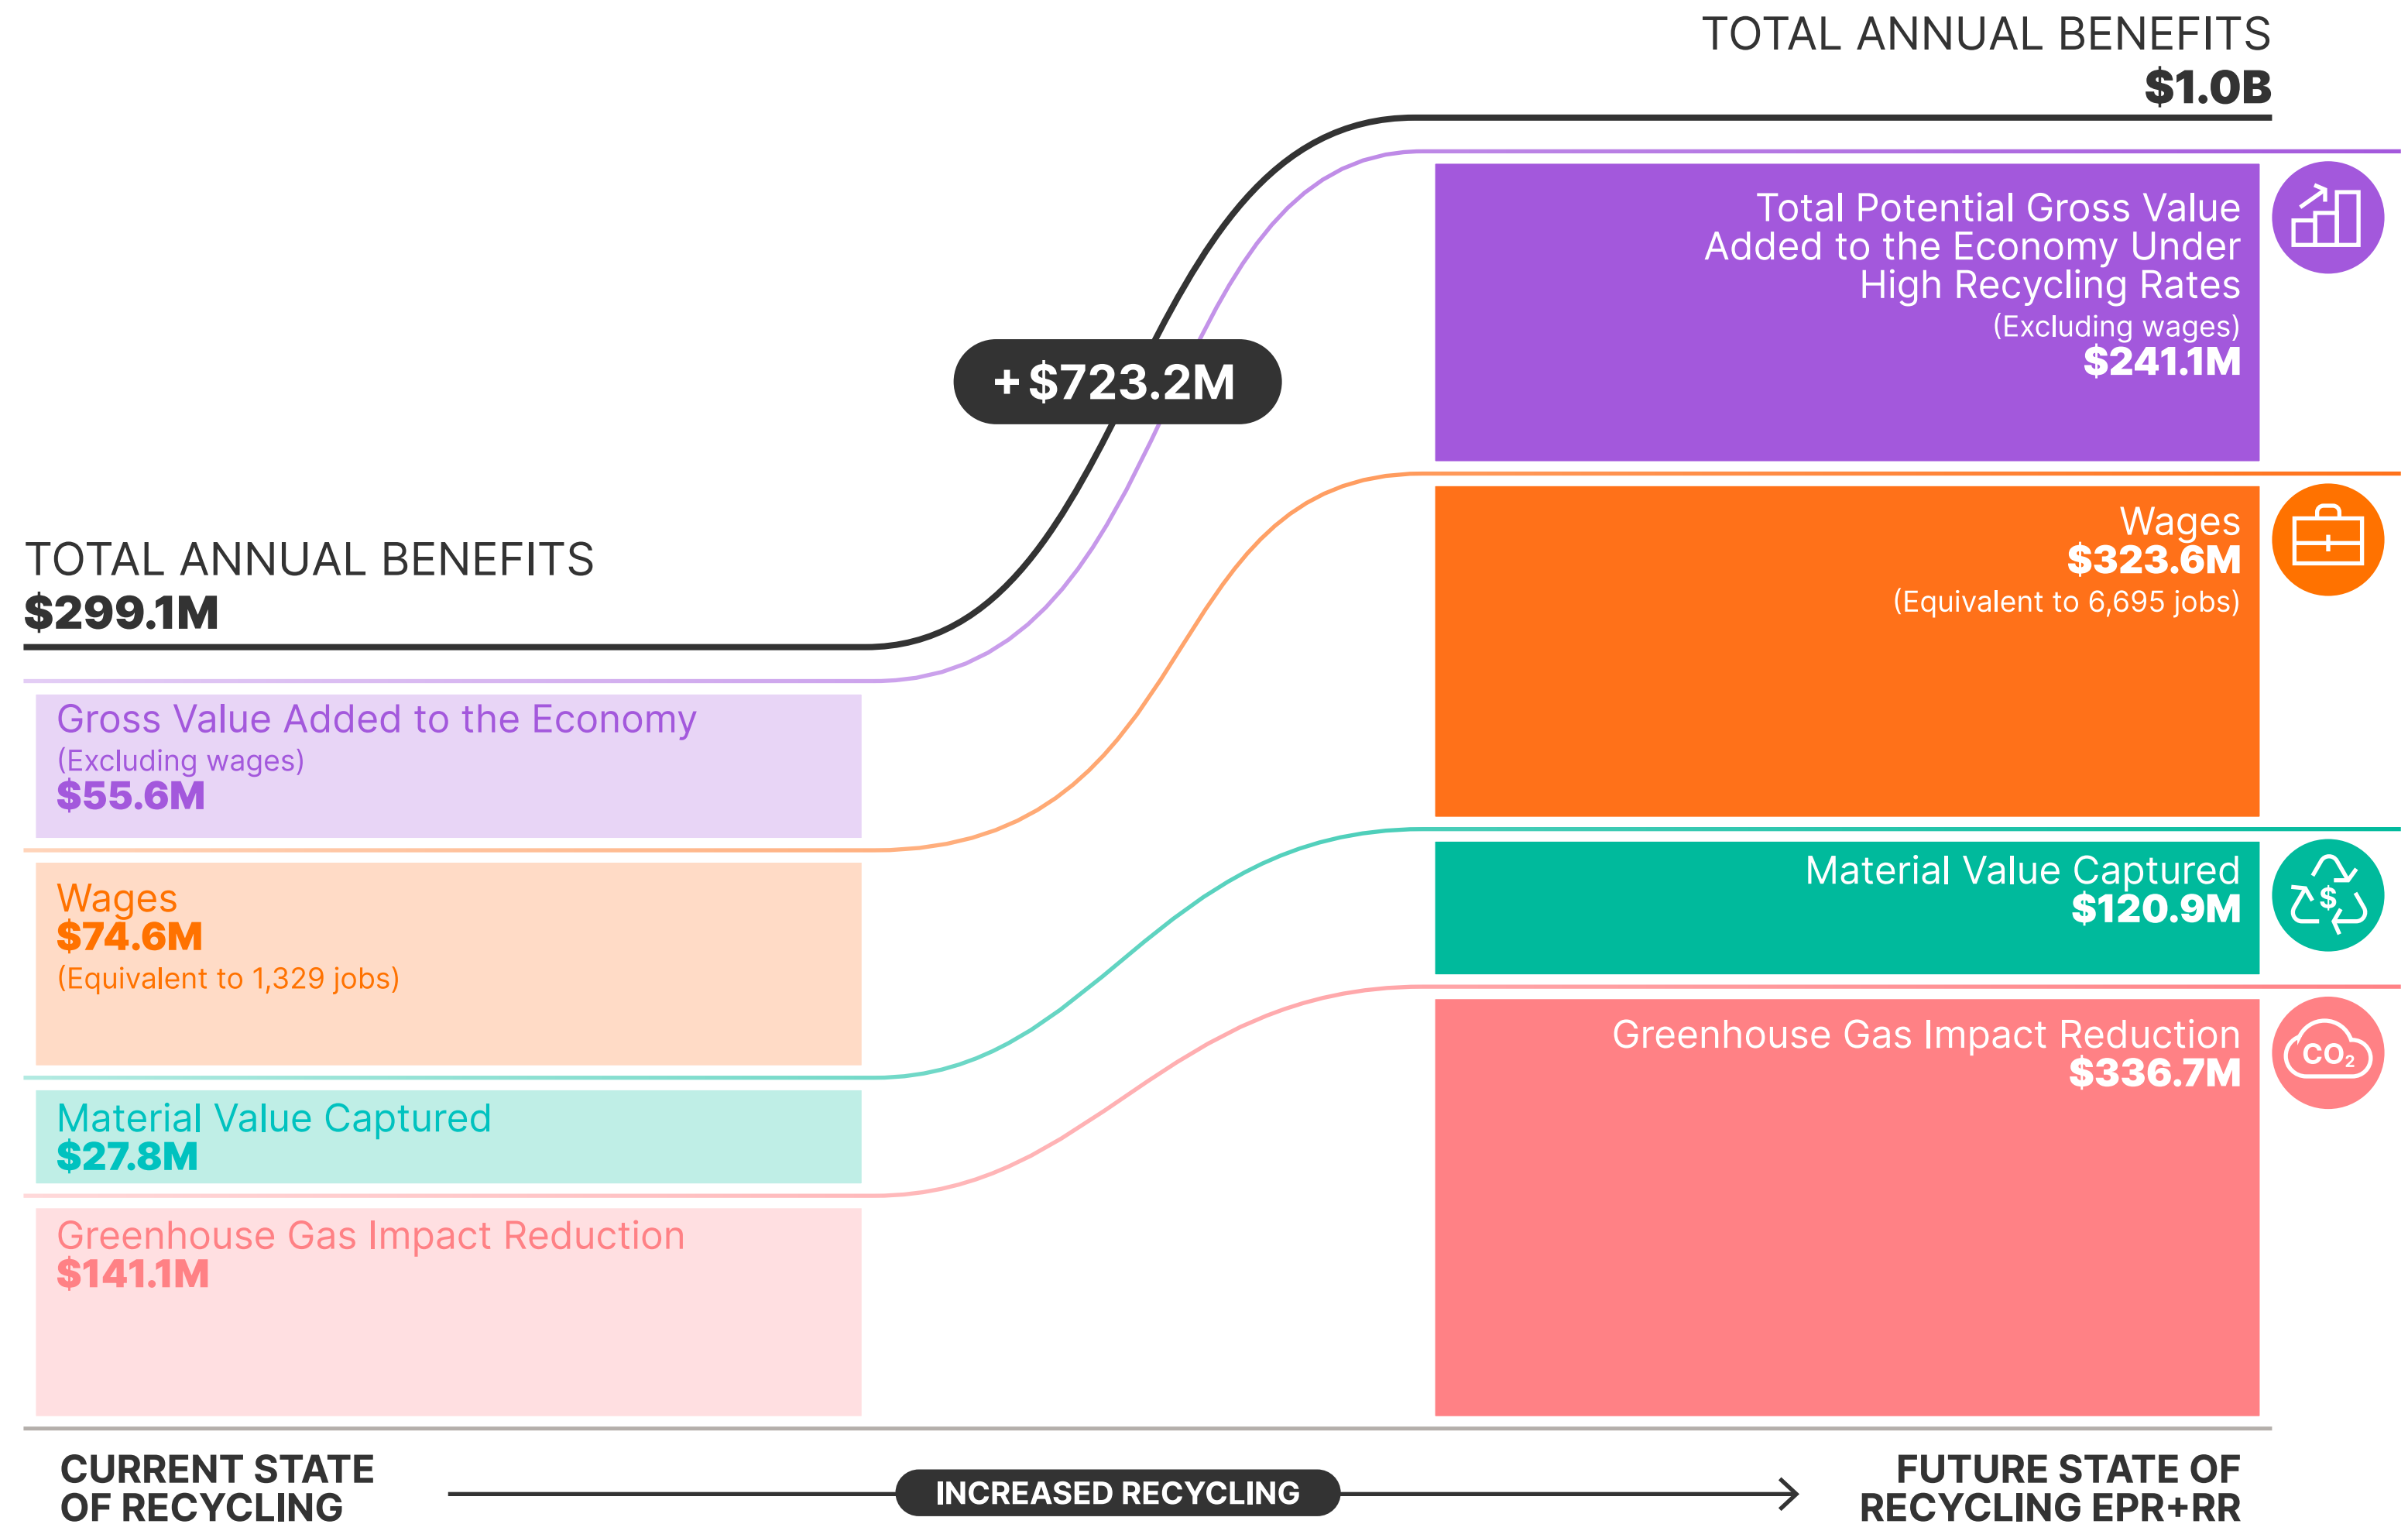 TOTAL ANNUAL BENEFITS
$1.0B
Total Potential Gross Value
Added to the Economy Under
High Recycling Rates
(Excluding wages)
$241.1M
+$723.2M
Wages
$323.6M
(Equivalent to 6,695 jobs)
TOTAL ANNUAL BENEFITS
$299.1M
Gross Value Added to the Economy
(Excluding wages)
$55.6M
Wages
$74.6M
(Equivalent to 1,329 jobs)
Material Value Captured
$120.9M
$
Greenhouse Gas Impact Reduction
$336.7M
CO₂
Material Value Captured
$27.8M
Greenhouse Gas Impact Reduction
$141.1M
CURRENT STATE
OF RECYCLING
INCREASED RECYCLING
FUTURE STATE OF
RECYCLING EPR+RR